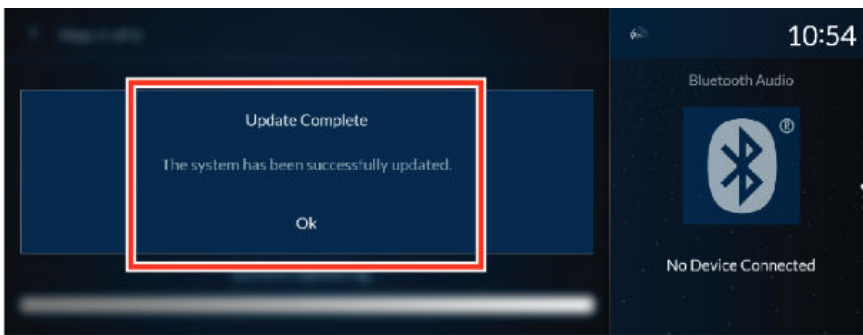 10:54
Bluetooth Audio
®
Update Complete
The system has been successfully updated.
Ok
No Device Connected